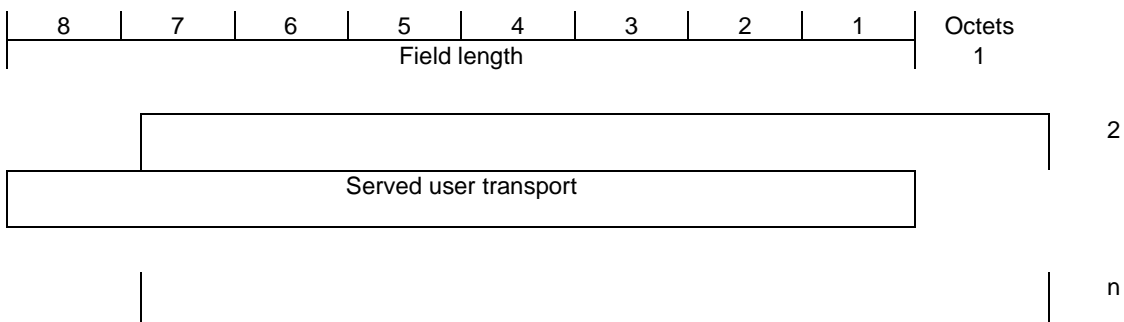 8 7 6 5 4 3 2 1 Octets
Field length 1
2
Served user transport
n